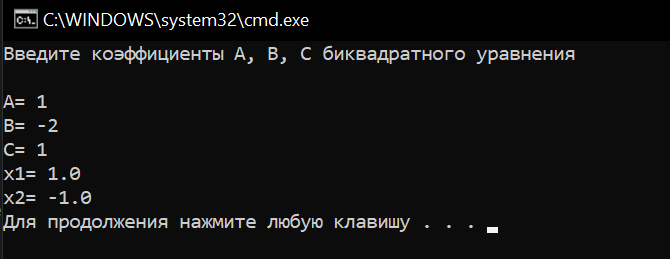 C:\WINDOWS\system32\cmd.exe
Введите коэффициенты A, B, C биквадратного уравнения
A= 1
B= -2
C= 1
x1= 1.0
x2= -1.0
Для продолжения нажмите любую клавишу . . .